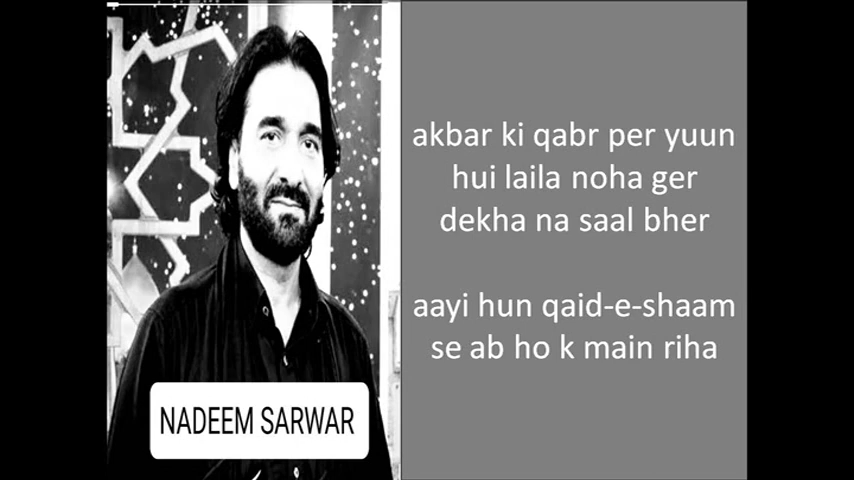 akbar ki qabr per yuun
hui laila noha ger
dekha na saal bher
aayi hun qaid-e-shaam
se ab ho k main riha
NADEEM SARWAR